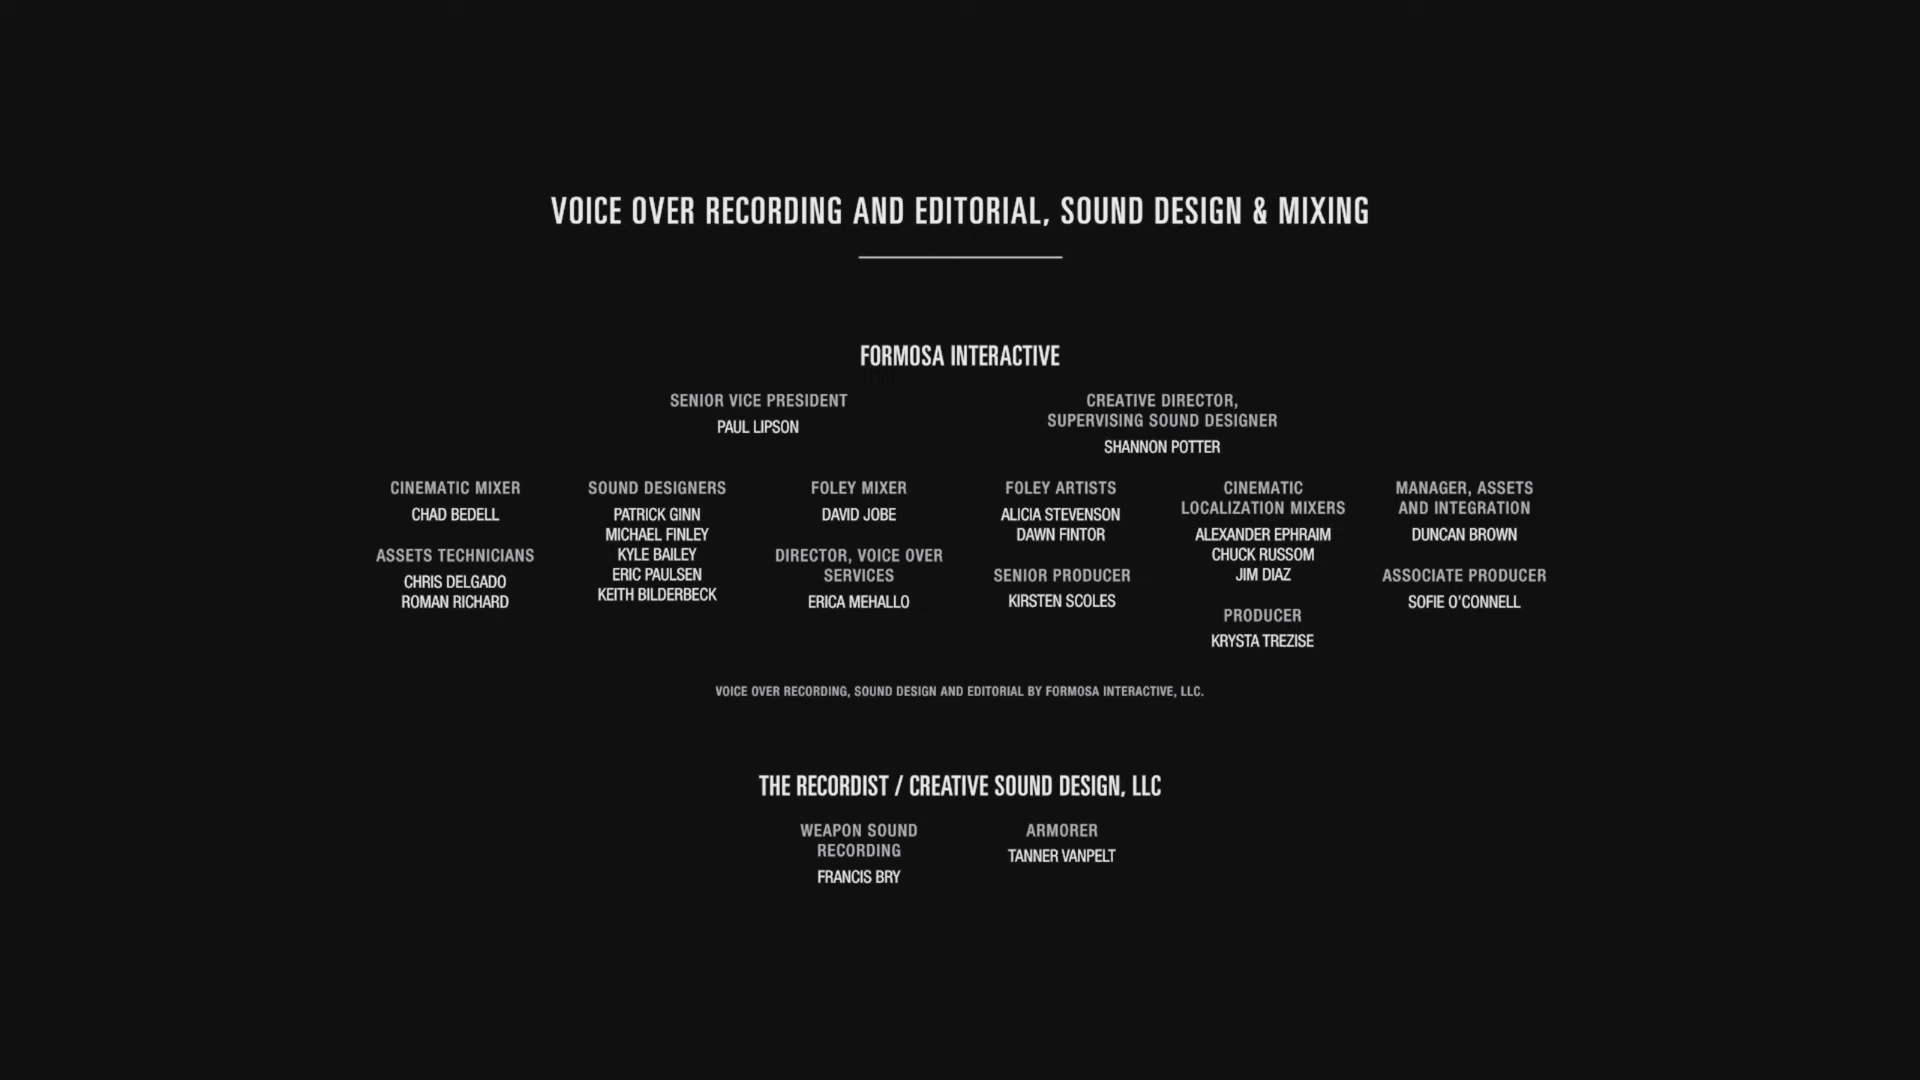 VOICE OVER RECORDING AND EDITORIAL, SOUND DESIGN & MIXING
FORMOSA INTERACTIVE
SENIOR VICE PRESIDENT
PAUL LIPSON
CREATIVE DIRECTOR,
SUPERVISING SOUND DESIGNER
SHANNON POTTER
CINEMATIC MIXER
CHAD BEDELL
ASSETS TECHNICIANS
CHRIS DELGADO
ROMAN RICHARD
SOUND DESIGNERS
PATRICK GINN
MICHAEL FINLEY
KYLE BAILEY
ERIC PAULSEN
KEITH BILDERBECK
FOLEY MIXER
DAVID JOBE
DIRECTOR, VOICE OVER
SERVICES
ERICA MEHALLO
FOLEY ARTISTS
ALICIA STEVENSON
DAWN FINTOR
SENIOR PRODUCER
KIRSTEN SCOLES
CINEMATIC
LOCALIZATION MIXERS
ALEXANDER EPHRAIM
CHUCK RUSSOM
JIM DIAZ
PRODUCER
KRYSTA TREZISE
MANAGER, ASSETS
AND INTEGRATION
DUNCAN BROWN
ASSOCIATE PRODUCER
SOFIE O'CONNELL
VOICE OVER RECORDING, SOUND DESIGN AND EDITORIAL BY FORMOSA INTERACTIVE, LLC.
THE RECORDIST / CREATIVE SOUND DESIGN, LLC
WEAPON SOUND
RECORDING
FRANCIS BRY
ARMORER
TANNER VANPELT